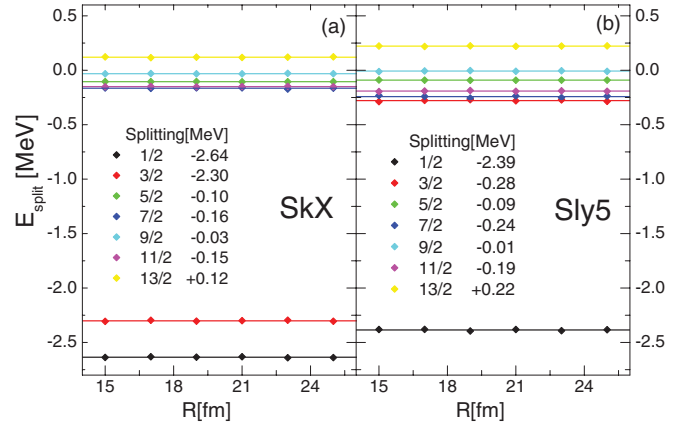 (a)
(b)
0.5
0.0
-0.5
-1.0
-1.5
-2.0
-2.5
E_split [MeV]
Splitting[MeV]
1/2 -2.64
3/2 -2.30
5/2 -0.10
7/2 -0.16
9/2 -0.03
11/2 -0.15
13/2 +0.12
SkX
Splitting[MeV]
1/2 -2.39
3/2 -0.28
5/2 -0.09
7/2 -0.24
9/2 -0.01
11/2 -0.19
13/2 +0.22
Sly5
0.5
0.0
-0.5
-1.0
-1.5
-2.0
-2.5
15 18 21 24
15 18 21 24
R[fm]
R[fm]